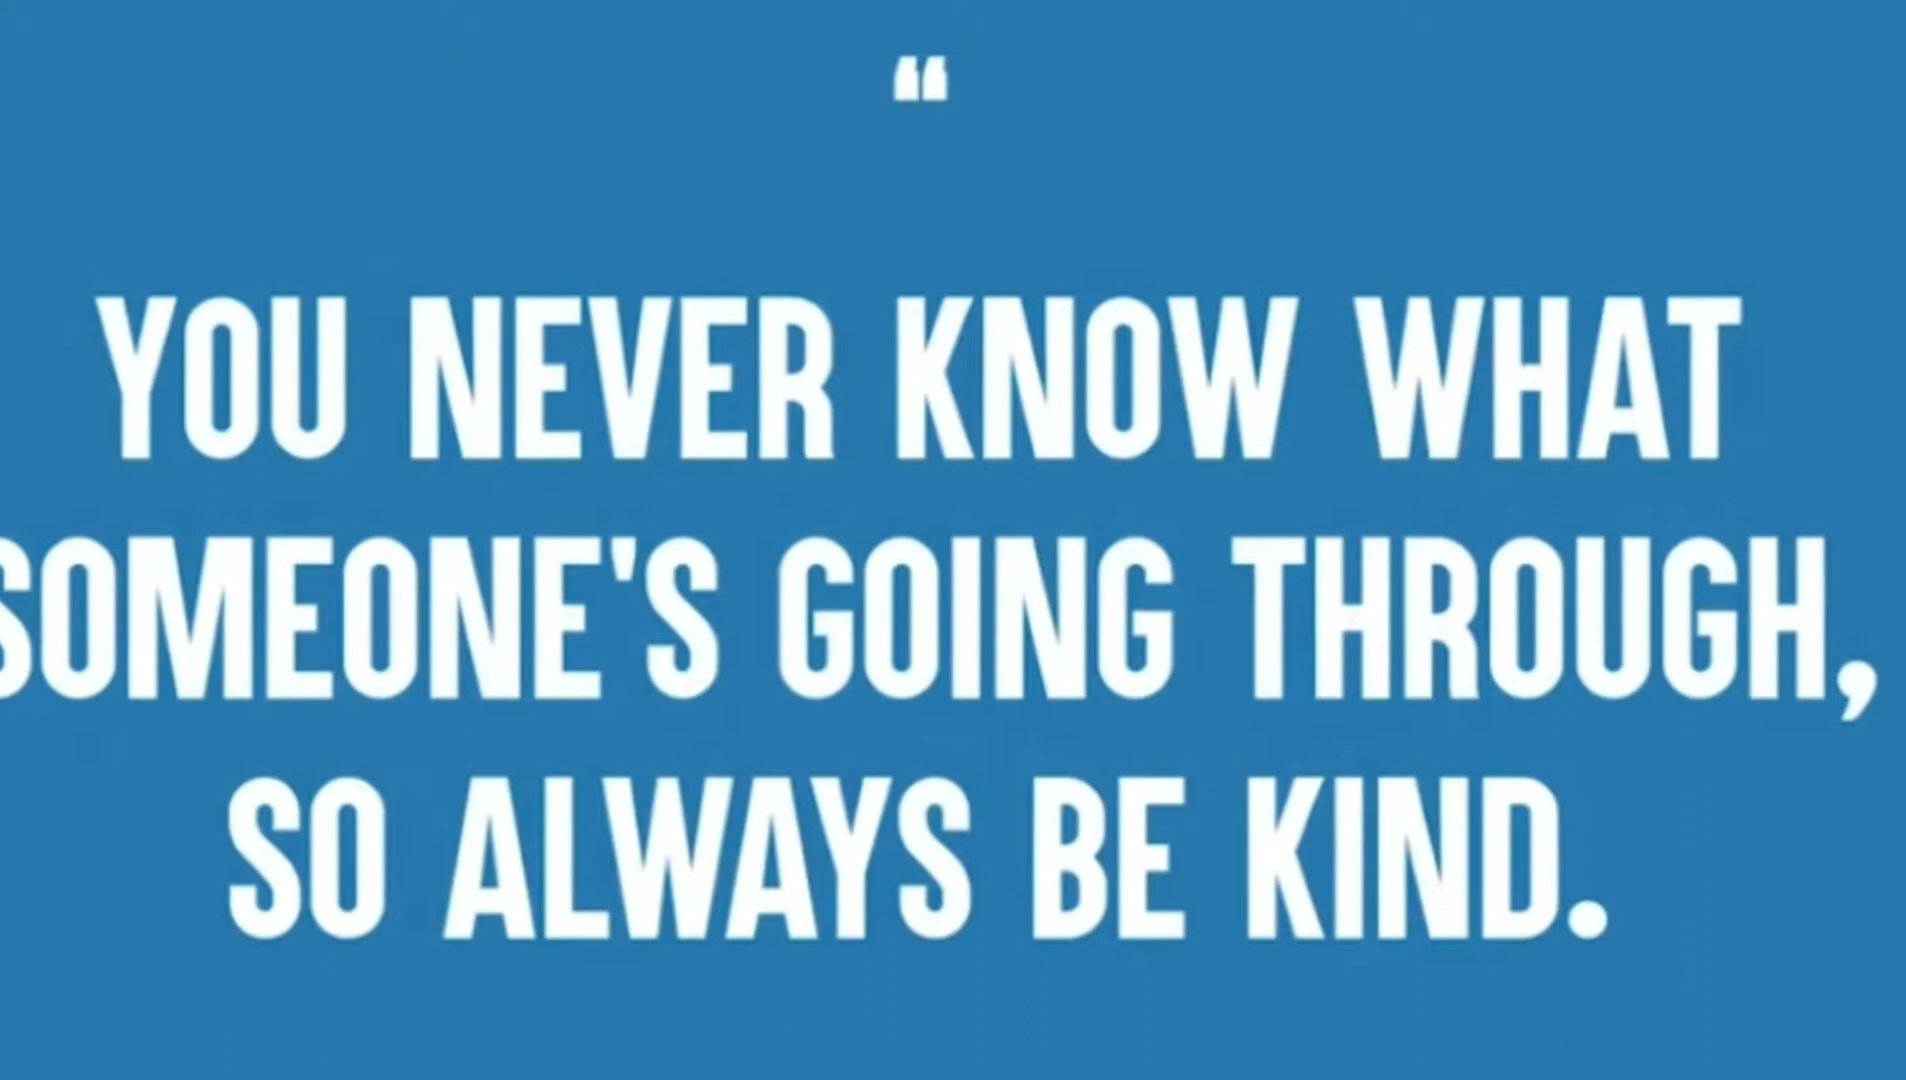 “
YOU NEVER KNOW WHAT
SOMEONE'S GOING THROUGH,
SO ALWAYS BE KIND.